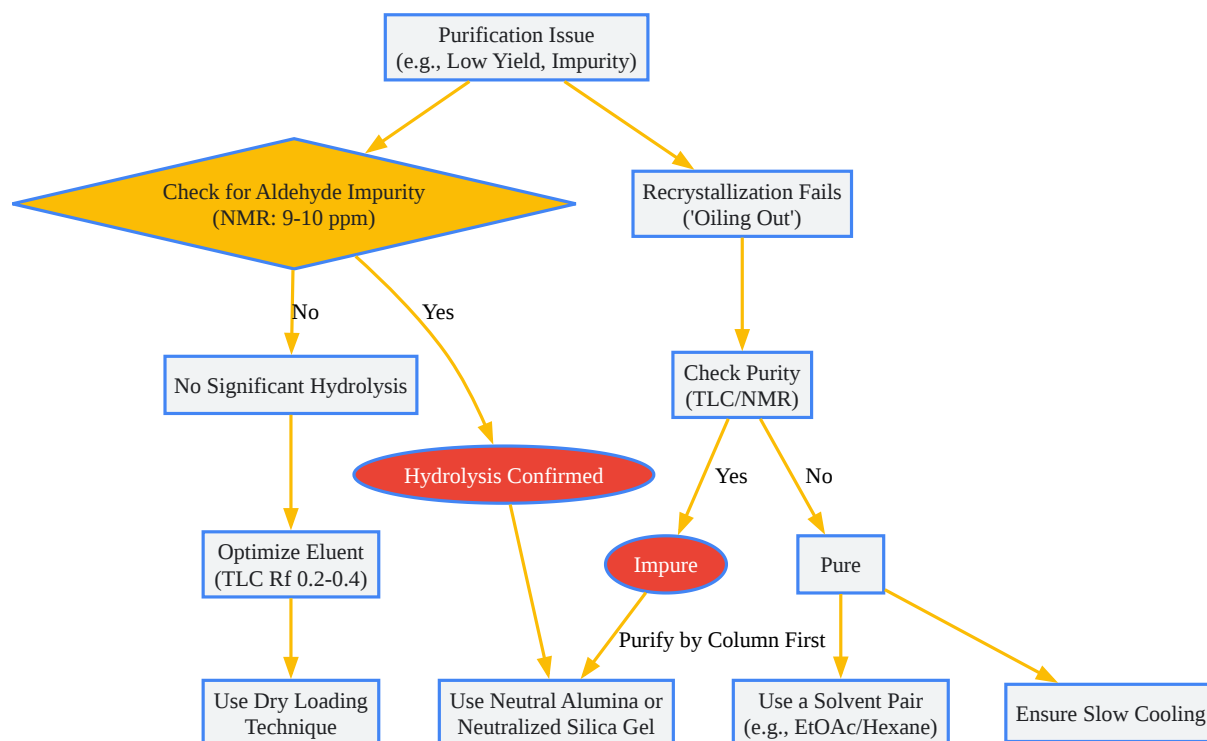 Purification Issue
(e.g., Low Yield, Impurity)
Check for Aldehyde Impurity
(NMR: 9-10 ppm)
Recrystallization Fails
('Oiling Out')
No
Yes
No Significant Hydrolysis
Check Purity
(TLC/NMR)
Hydrolysis Confirmed
Yes
No
Optimize Eluent
(TLC Rf 0.2-0.4)
Impure
Pure
Purify by Column First
Use Dry Loading
Technique
Use Neutral Alumina or
Neutralized Silica Gel
Use a Solvent Pair
(e.g., EtOAc/Hexane)
Ensure Slow Cooling